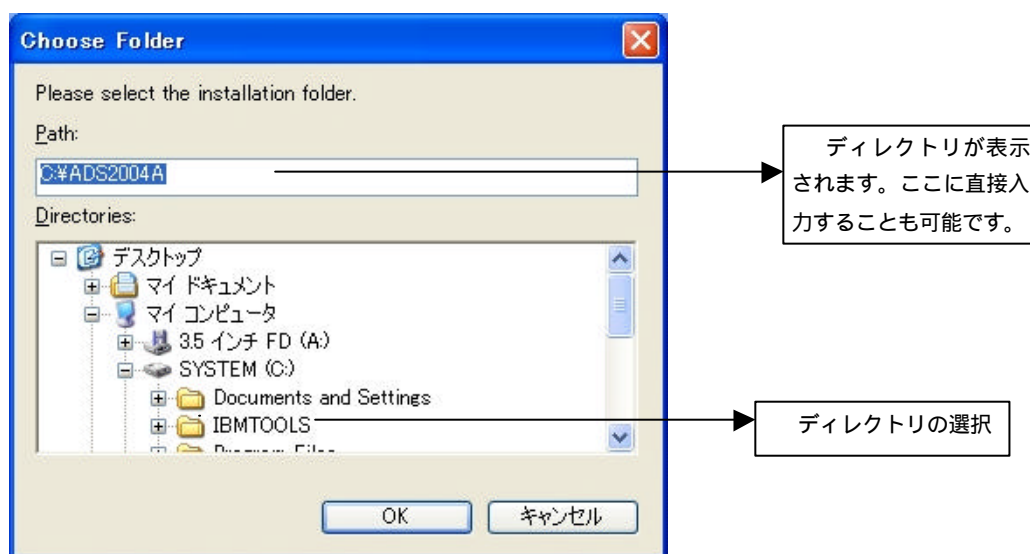 Choose Folder
Please select the installation folder.
Path:
C:¥ADS2004A
Directories:
デスクトップ
マイ ドキュメント
マイ コンピュータ
3.5 インチ FD (A:)
SYSTEM (C:)
Documents and Settings
IBMTOOLS
Program Files
OK
キャンセル
ディレクトリが表示
されます。ここに直接入
力することも可能です。
ディレクトリの選択